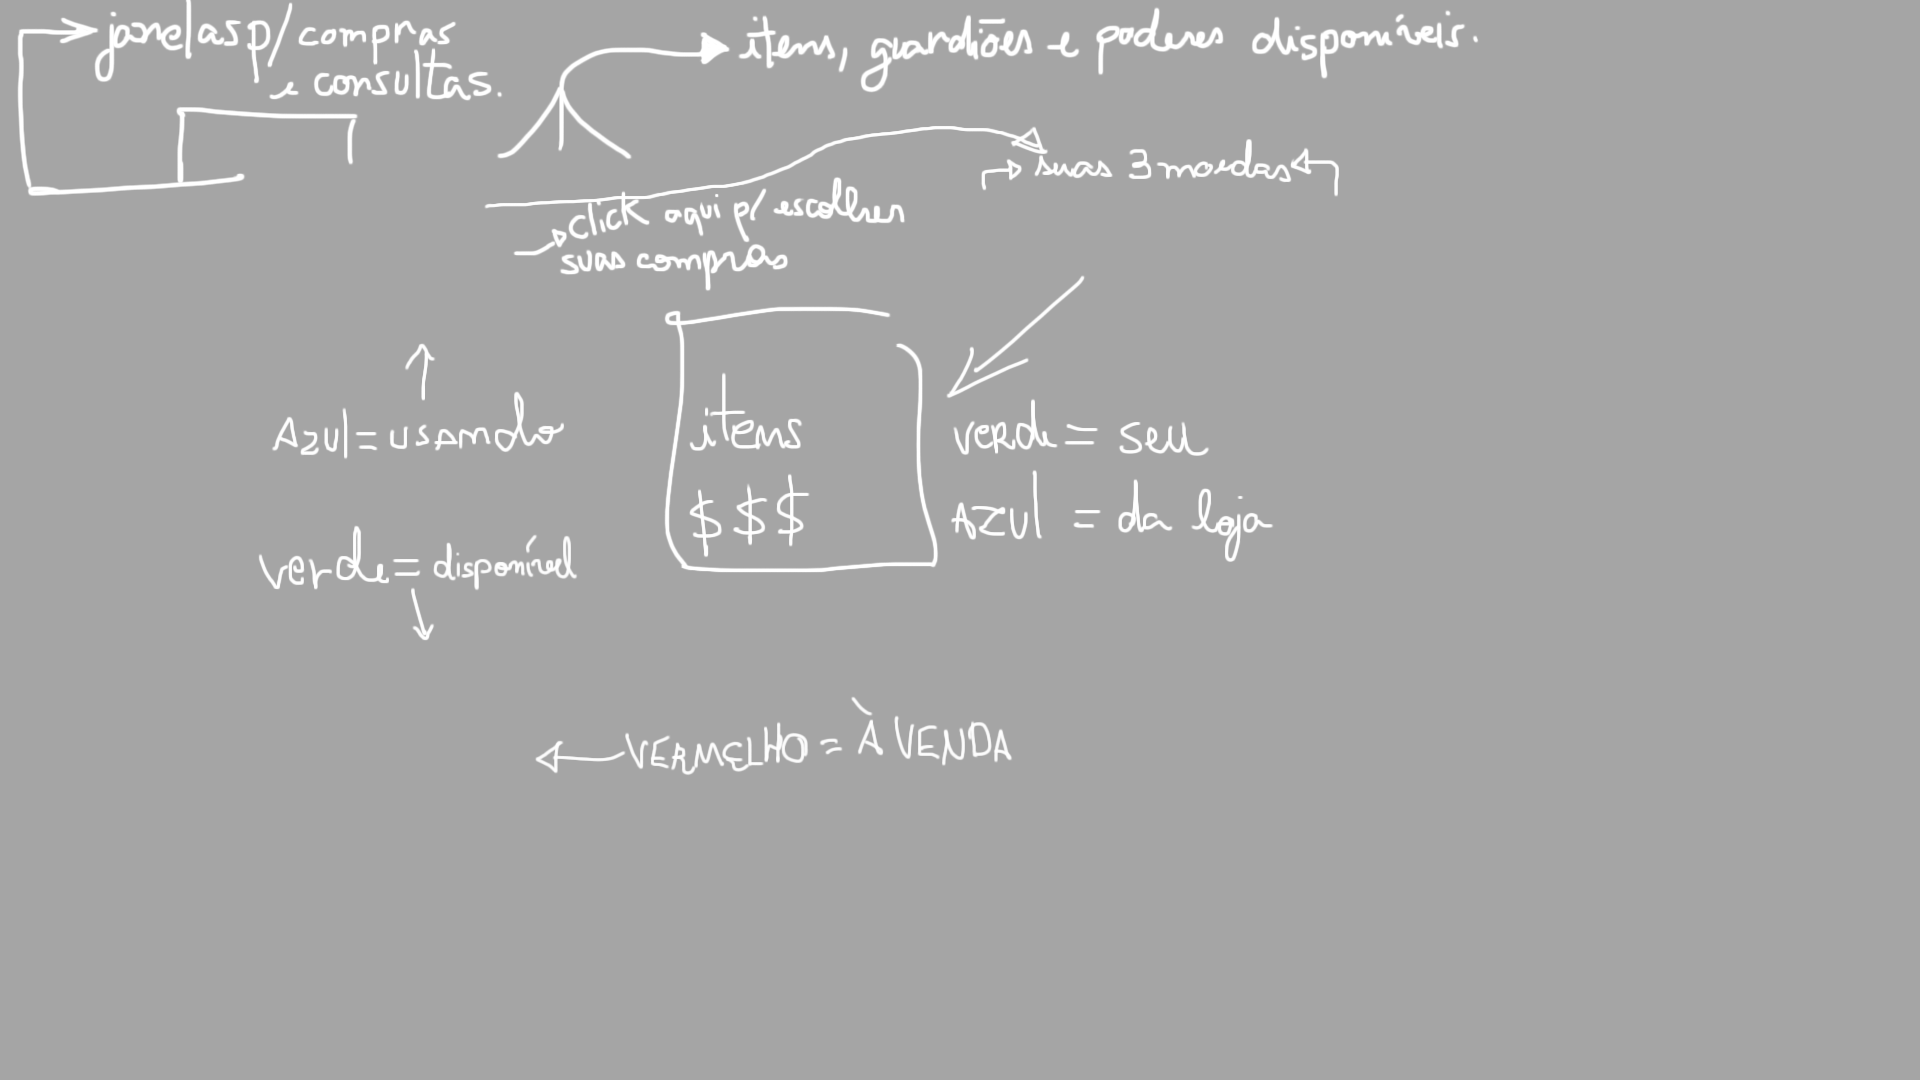 janelas p/ compras
e consultas.
itens, guardiões e poderes disponíveis.
suas 3 moedas
click aqui p/ escolher
suas compras
Azul = usando
verde = disponível
itens
$$$
verde = seu
Azul = da loja
VERMELHO = À VENDA